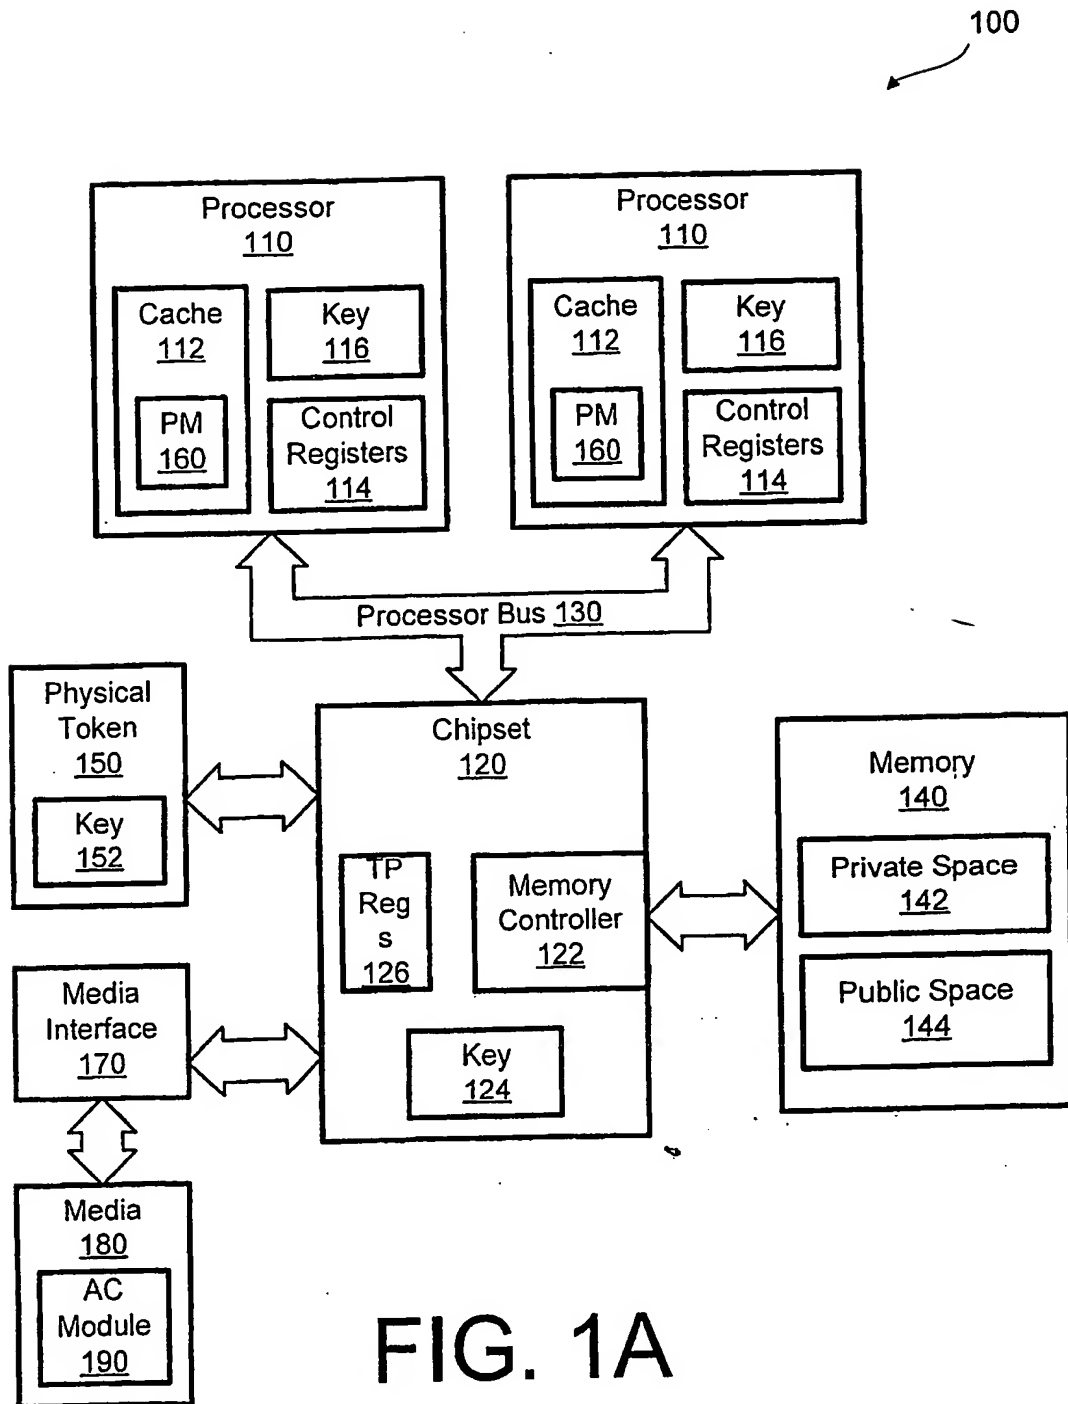 100
Processor
110
Cache
112
PM
160
Key
116
Control
Registers
114
Processor
110
Cache
112
PM
160
Key
116
Control
Registers
114
Processor Bus 130
Physical
Token
150
Key
152
Chipset
120
TP
Reg
s
126
Memory
Controller
122
Key
124
Memory
140
Private Space
142
Public Space
144
Media
Interface
170
Media
180
AC
Module
190
FIG. 1A